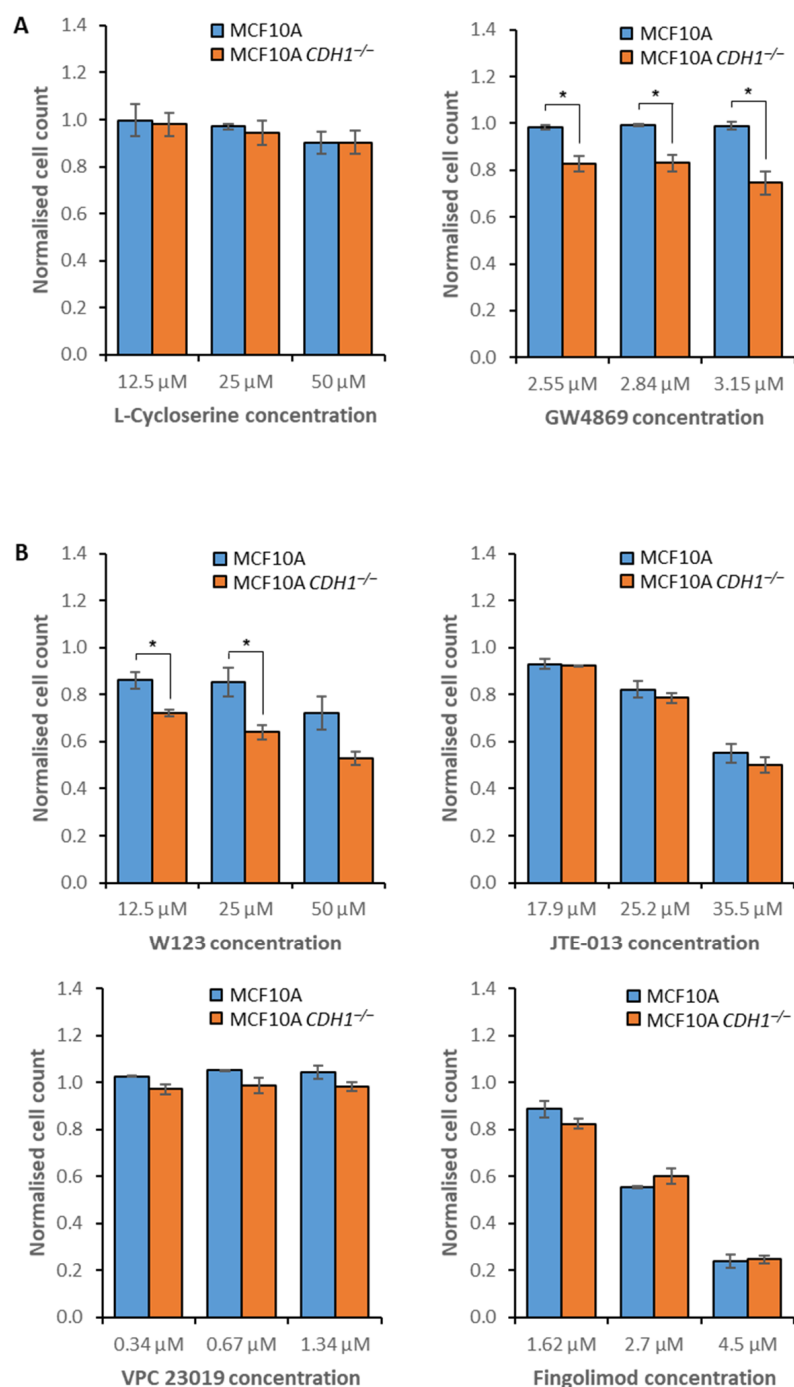 A
MCF10A
MCF10A CDH1⁻/⁻
Normalised cell count
1.4
1.2
1.0
0.8
0.6
0.4
0.2
0.0
12.5 µM 25 µM 50 µM
L-Cycloserine concentration
MCF10A
MCF10A CDH1⁻/⁻
Normalised cell count
1.4
1.2
1.0
0.8
0.6
0.4
0.2
0.0
* * *
2.55 µM 2.84 µM 3.15 µM
GW4869 concentration
B
MCF10A
MCF10A CDH1⁻/⁻
Normalised cell count
1.4
1.2
1.0
0.8
0.6
0.4
0.2
0.0
* *
12.5 µM 25 µM 50 µM
W123 concentration
MCF10A
MCF10A CDH1⁻/⁻
Normalised cell count
1.4
1.2
1.0
0.8
0.6
0.4
0.2
0.0
17.9 µM 25.2 µM 35.5 µM
JTE-013 concentration
MCF10A
MCF10A CDH1⁻/⁻
Normalised cell count
1.4
1.2
1.0
0.8
0.6
0.4
0.2
0.0
0.34 µM 0.67 µM 1.34 µM
VPC 23019 concentration
MCF10A
MCF10A CDH1⁻/⁻
Normalised cell count
1.4
1.2
1.0
0.8
0.6
0.4
0.2
0.0
1.62 µM 2.7 µM 4.5 µM
Fingolimod concentration